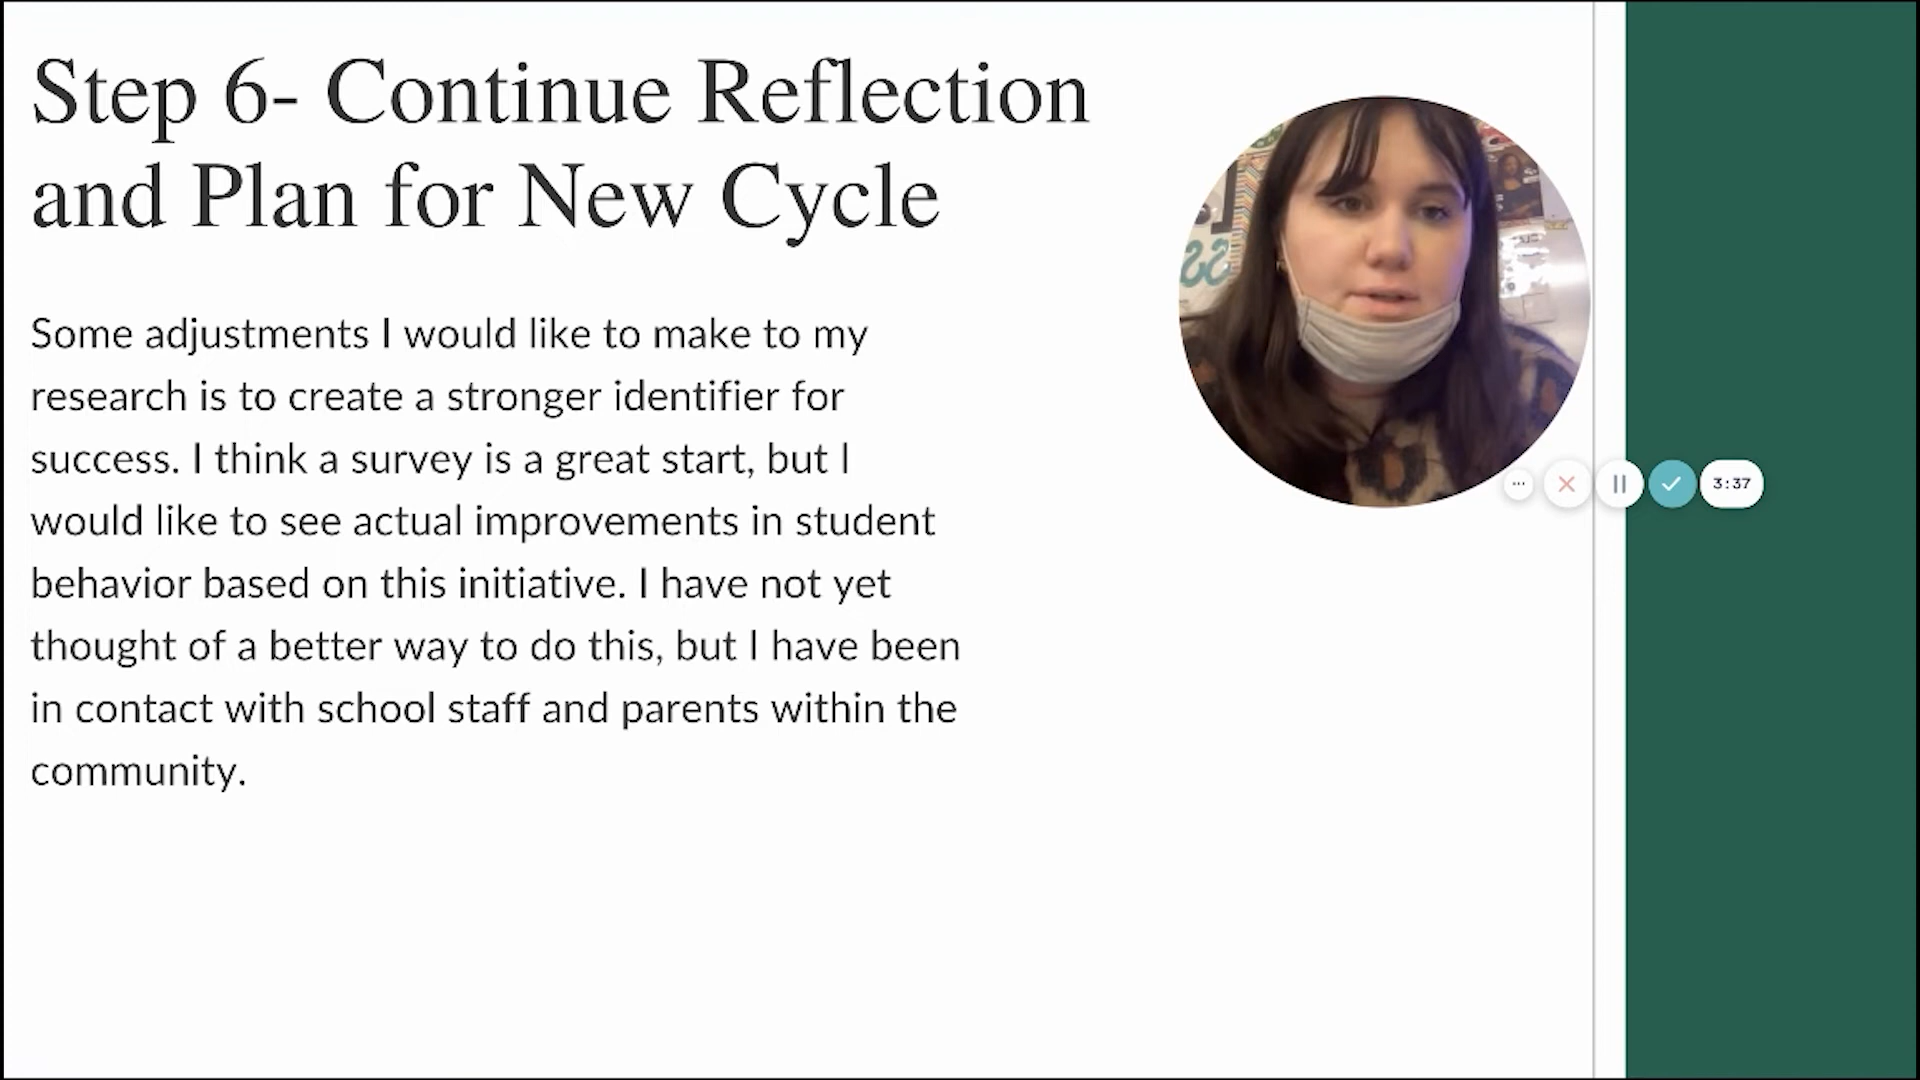 Step 6- Continue Reflection
and Plan for New Cycle
Some adjustments I would like to make to my
research is to create a stronger identifier for
success. I think a survey is a great start, but I
would like to see actual improvements in student
behavior based on this initiative. I have not yet
thought of a better way to do this, but I have been
in contact with school staff and parents within the
community.
3:37